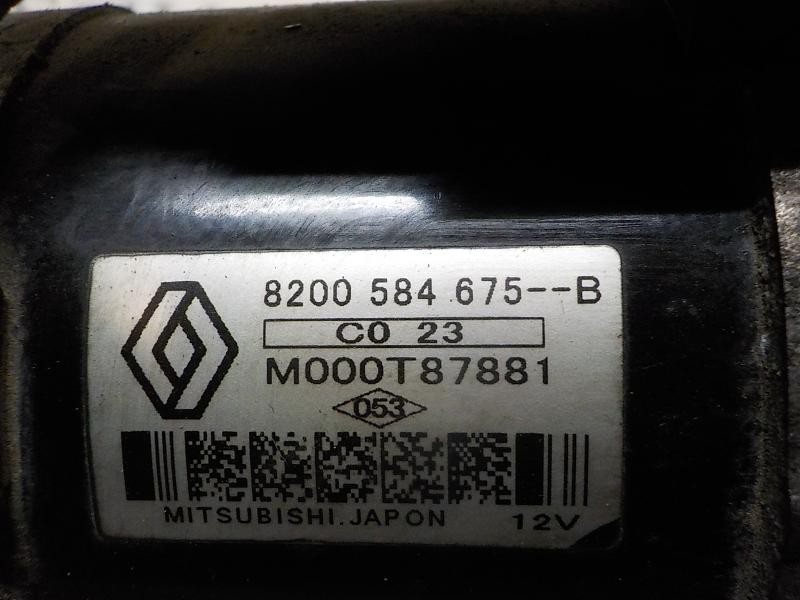 8200 584 675--B
C0 23
M000T87881
053
MITSUBISHI.JAPON 12V